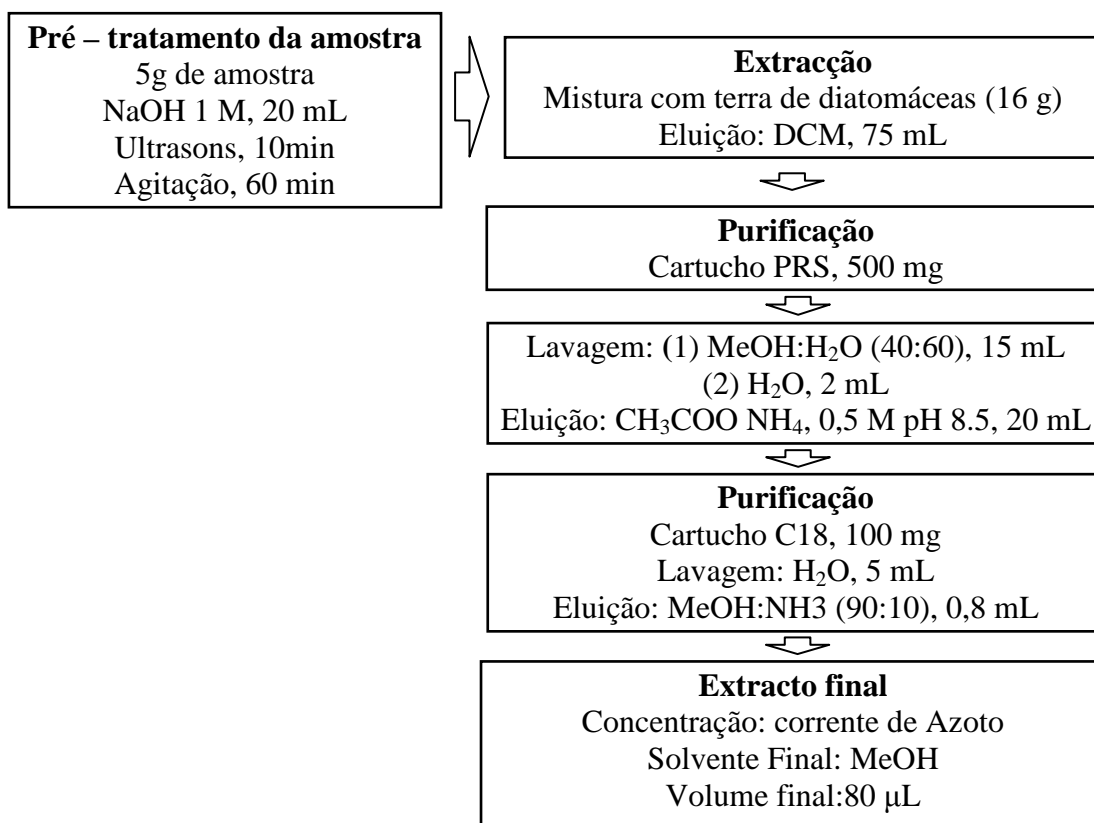 Pré – tratamento da amostra
5g de amostra
NaOH 1 M, 20 mL
Ultrasons, 10min
Agitação, 60 min
Extracção
Mistura com terra de diatomáceas (16 g)
Eluição: DCM, 75 mL
Purificação
Cartucho PRS, 500 mg
Lavagem: (1) MeOH:H₂O (40:60), 15 mL
(2) H₂O, 2 mL
Eluição: CH₃COO NH₄, 0,5 M pH 8.5, 20 mL
Purificação
Cartucho C18, 100 mg
Lavagem: H₂O, 5 mL
Eluição: MeOH:NH3 (90:10), 0,8 mL
Extracto final
Concentração: corrente de Azoto
Solvente Final: MeOH
Volume final:80 μL